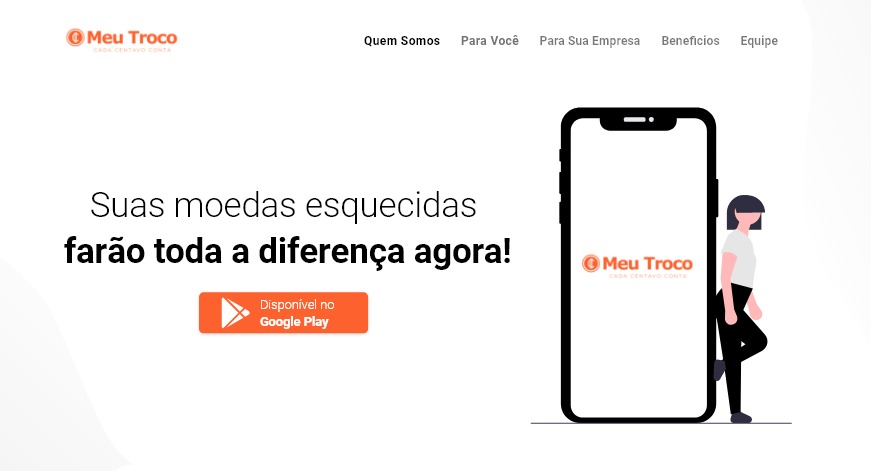 Meu Troco
CADA CENTAVO CONTA
Quem Somos
Para Você
Para Sua Empresa
Beneficios
Equipe
Suas moedas esquecidas
farão toda a diferença agora!
Disponível no
Google Play
Meu Troco
CADA CENTAVO CONTA